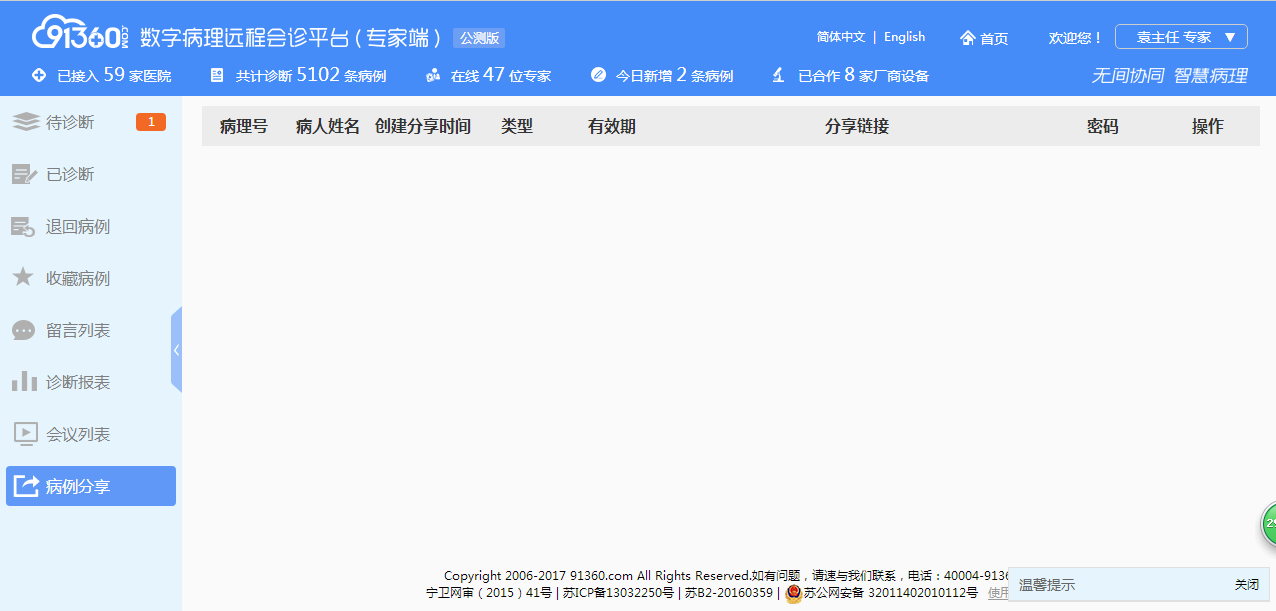 91360.COM 数字病理远程会诊平台(专家端) 公测版
简体中文 | English 首页 欢迎您! 袁主任 专家 ▼
已接入 59 家医院 共计诊断 5102 条病例 在线 47 位专家 今日新增 2 条病例 已合作 8 家厂商设备
无间协同 智慧病理
待诊断 1
已诊断
退回病例
收藏病例
留言列表
诊断报表
会议列表
病例分享
病理号 病人姓名 创建分享时间 类型 有效期 分享链接 密码 操作
Copyright 2006-2017 91360.com All Rights Reserved.如有问题,请速与我们联系,电话:40004-9136
宁卫网审(2015)41号 | 苏ICP备13032250号 | 苏B2-20160359 | 苏公网安备 32011402010112号 使用
温馨提示 关闭